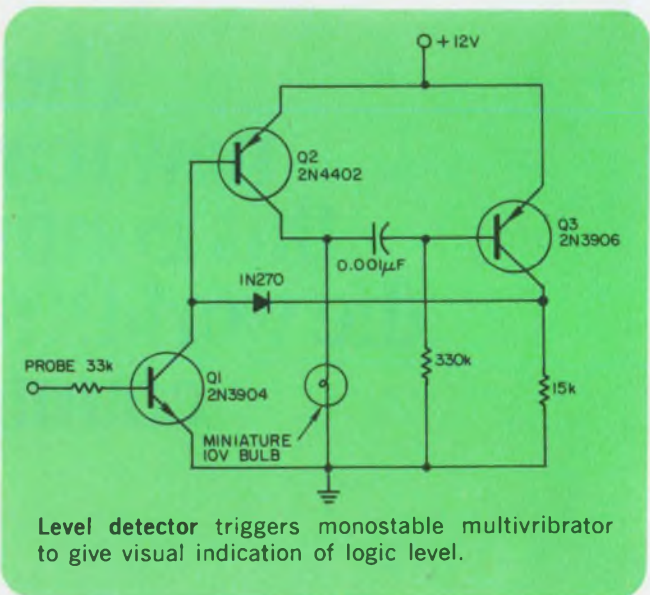 +12V
Q2
2N4402
Q3
2N3906
0.001µF
1N270
PROBE 33k
Q1
2N3904
330k
15k
MINIATURE
10V BULB
Level detector triggers monostable multivribrator
to give visual indication of logic level.